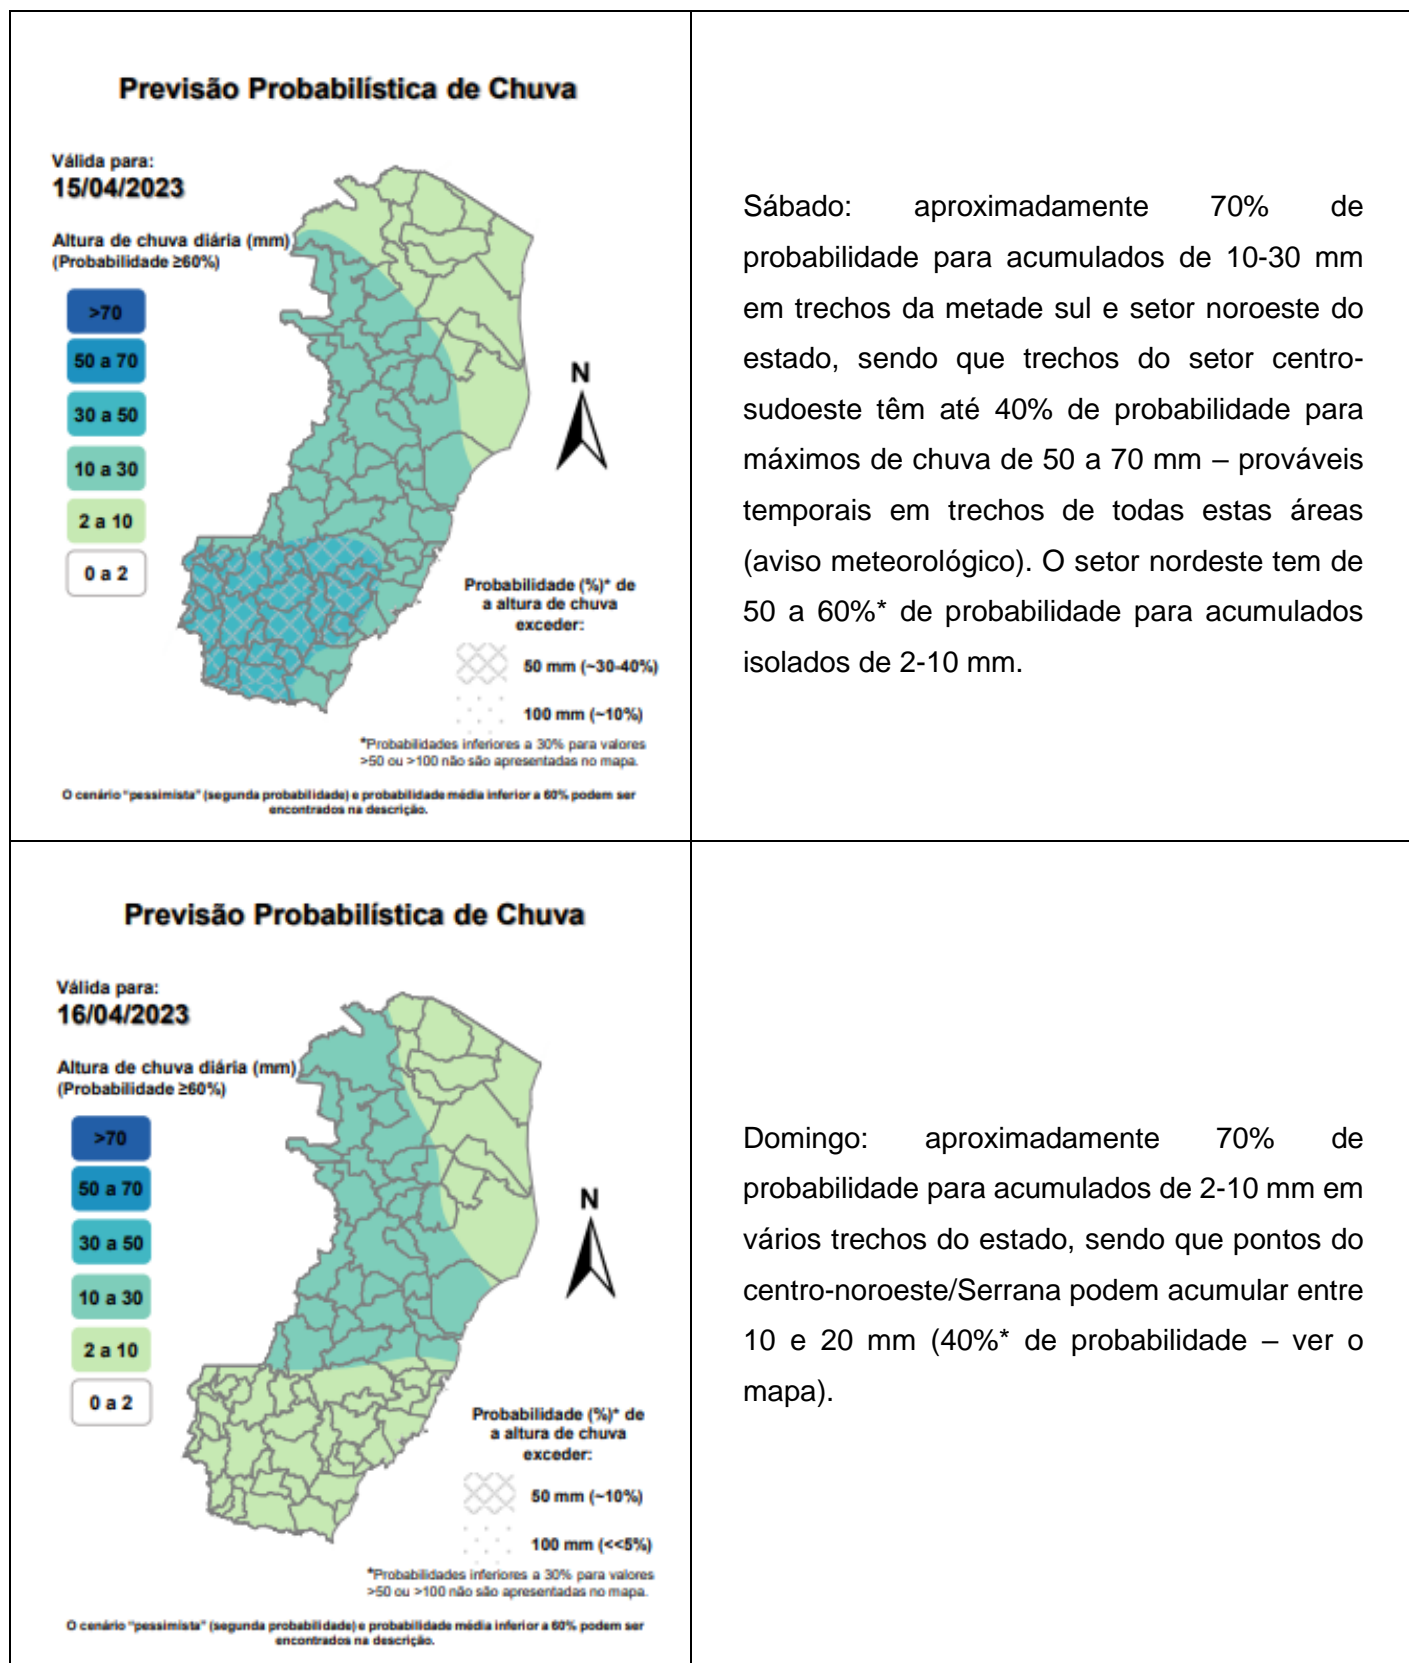 Previsão Probabilística de Chuva
Válida para:
15/04/2023
Altura de chuva diária (mm)
(Probabilidade ≥60%)
>70
50 a 70
30 a 50
10 a 30
2 a 10
0 a 2
N
Probabilidade (%)* de
a altura de chuva
exceder:
50 mm (~30-40%)
100 mm (~10%)
*Probabilidades inferiores a 30% para valores
>50 ou >100 não são apresentadas no mapa.
O cenário "pessimista" (segunda probabilidade) e probabilidade média inferior a 60% podem ser
encontrados na descrição.
Sábado: aproximadamente 70% de
probabilidade para acumulados de 10-30 mm
em trechos da metade sul e setor noroeste do
estado, sendo que trechos do setor centro-
sudoeste têm até 40% de probabilidade para
máximos de chuva de 50 a 70 mm – prováveis
temporais em trechos de todas estas áreas
(aviso meteorológico). O setor nordeste tem de
50 a 60%* de probabilidade para acumulados
isolados de 2-10 mm.
Previsão Probabilística de Chuva
Válida para:
16/04/2023
Altura de chuva diária (mm)
(Probabilidade ≥60%)
>70
50 a 70
30 a 50
10 a 30
2 a 10
0 a 2
N
Probabilidade (%)* de
a altura de chuva
exceder:
50 mm (~10%)
100 mm (<<5%)
*Probabilidades inferiores a 30% para valores
>50 ou >100 não são apresentadas no mapa.
O cenário "pessimista" (segunda probabilidade) e probabilidade média inferior a 60% podem ser
encontrados na descrição.
Domingo: aproximadamente 70% de
probabilidade para acumulados de 2-10 mm em
vários trechos do estado, sendo que pontos do
centro-noroeste/Serrana podem acumular entre
10 e 20 mm (40%* de probabilidade – ver o
mapa).